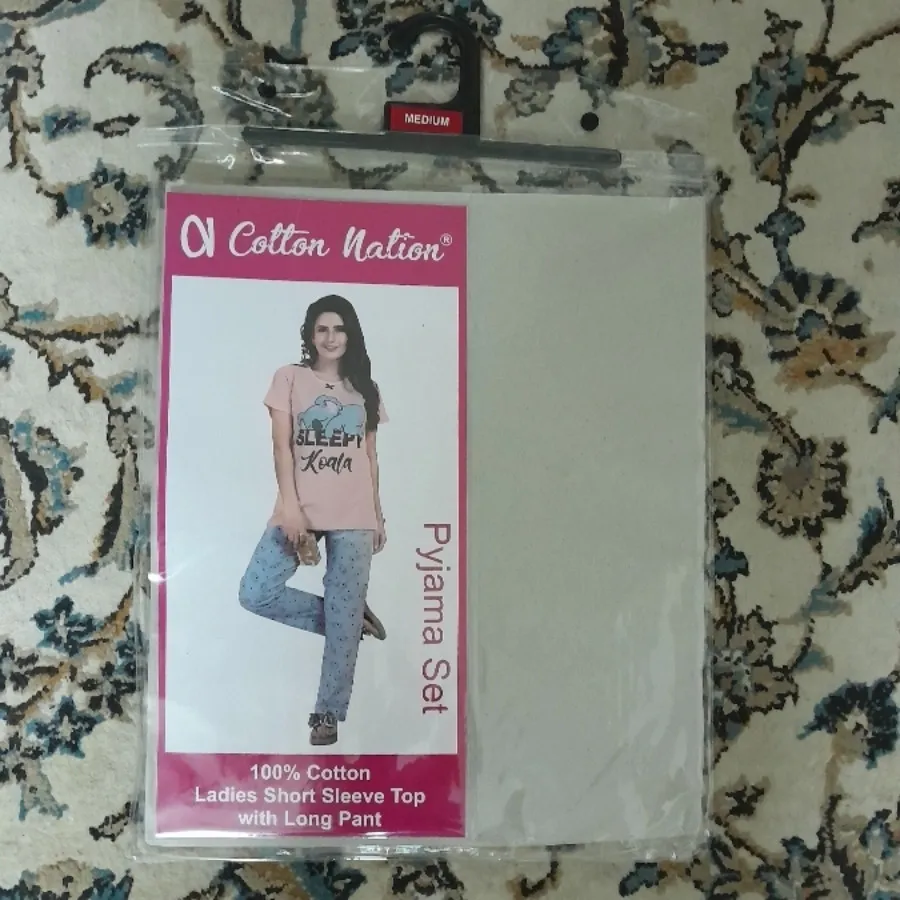 MEDIUM
Cotton Nation®
SLEEPY
Koala
Pyjama Set
100% Cotton
Ladies Short Sleeve Top
with Long Pant